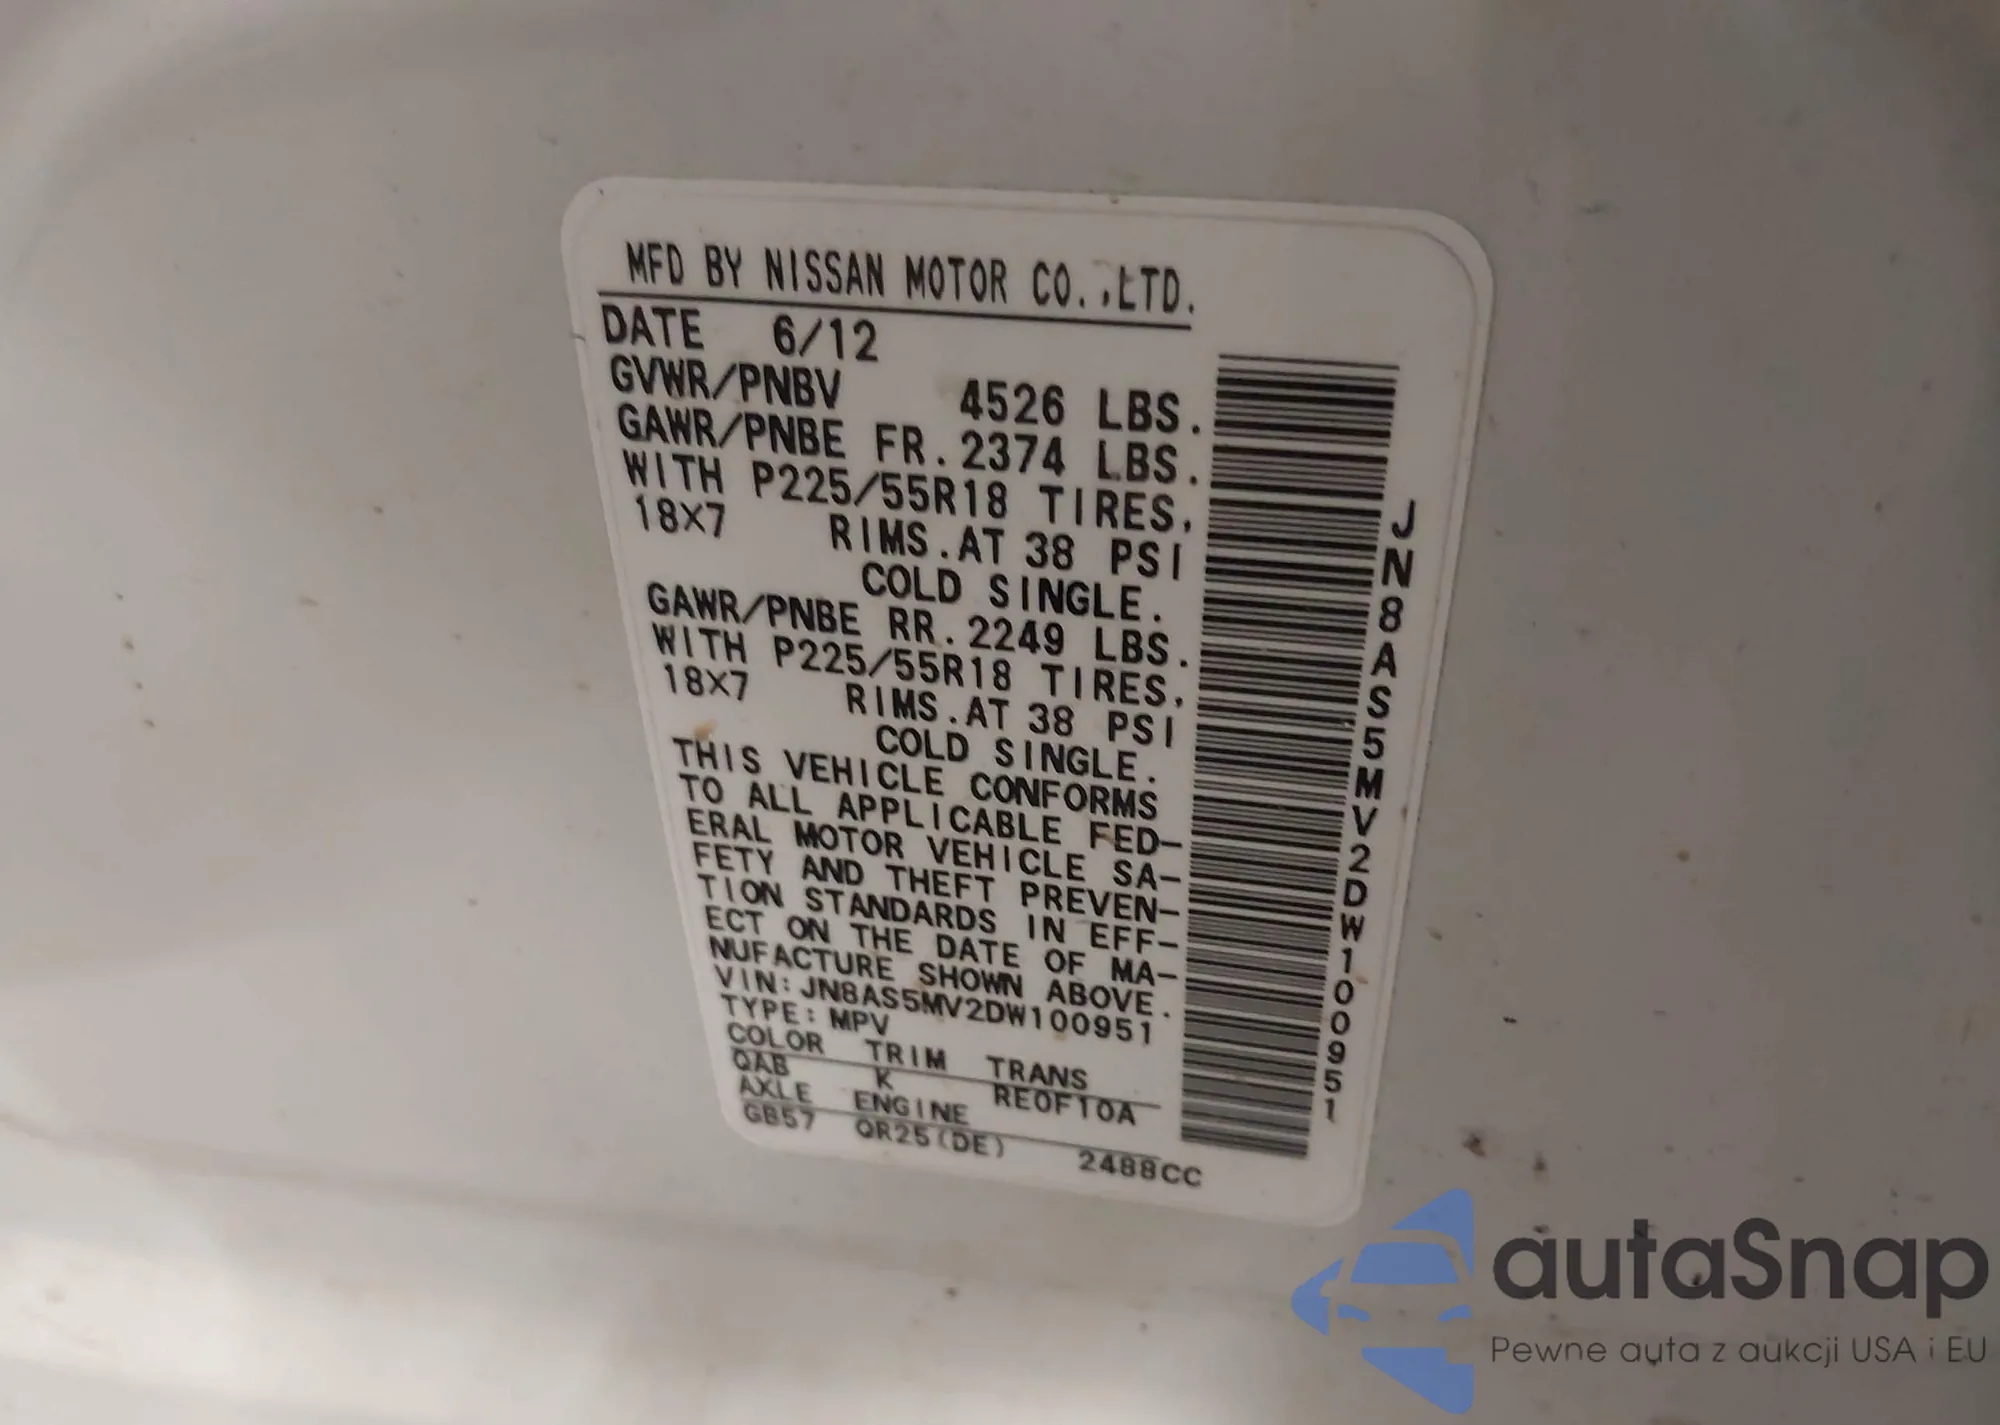 MFD BY NISSAN MOTOR CO.,LTD.
DATE 6/12
GVWR/PNBV 4526 LBS.
GAWR/PNBE FR.2374 LBS.
WITH P225/55R18 TIRES,
18X7 RIMS.AT 38 PSI
COLD SINGLE.
GAWR/PNBE RR.2249 LBS.
WITH P225/55R18 TIRES,
18X7 RIMS.AT 38 PSI
COLD SINGLE.
THIS VEHICLE CONFORMS
TO ALL APPLICABLE FED-
ERAL MOTOR VEHICLE SA-
FETY AND THEFT PREVEN-
TION STANDARDS IN EFF-
ECT ON THE DATE OF MA-
NUFACTURE SHOWN ABOVE.
VIN:JN8AS5MV2DW100951
TYPE:MPV
COLOR TRIM TRANS
QAB K RE0F10A
AXLE ENGINE
GB57 QR25(DE) 2488CC
JN8AS5MV2DW100951
autaSnap
Pewne auta z aukcji USA i EU